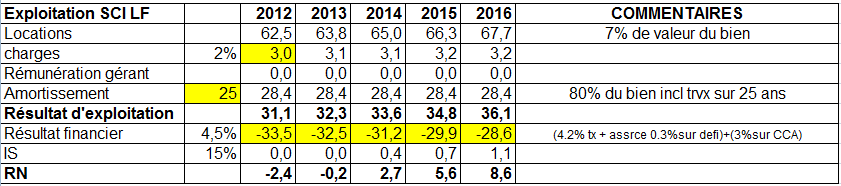 Exploitation SCI LF 2012 2013 2014 2015 2016 COMMENTAIRES
Locations 62,5 63,8 65,0 66,3 67,7 7% de valeur du bien
charges 2% 3,0 3,1 3,1 3,2 3,2
Rémunération gérant 0,0 0,0 0,0 0,0 0,0
Amortissement 25 28,4 28,4 28,4 28,4 28,4 80% du bien incl trvx sur 25 ans
Résultat d'exploitation 31,1 32,3 33,6 34,8 36,1
Résultat financier 4,5% -33,5 -32,5 -31,2 -29,9 -28,6 (4.2% tx + assrce 0.3%sur defi)+(3%sur CCA)
IS 15% 0,0 0,0 0,4 0,7 1,1
RN -2,4 -0,2 2,7 5,6 8,6